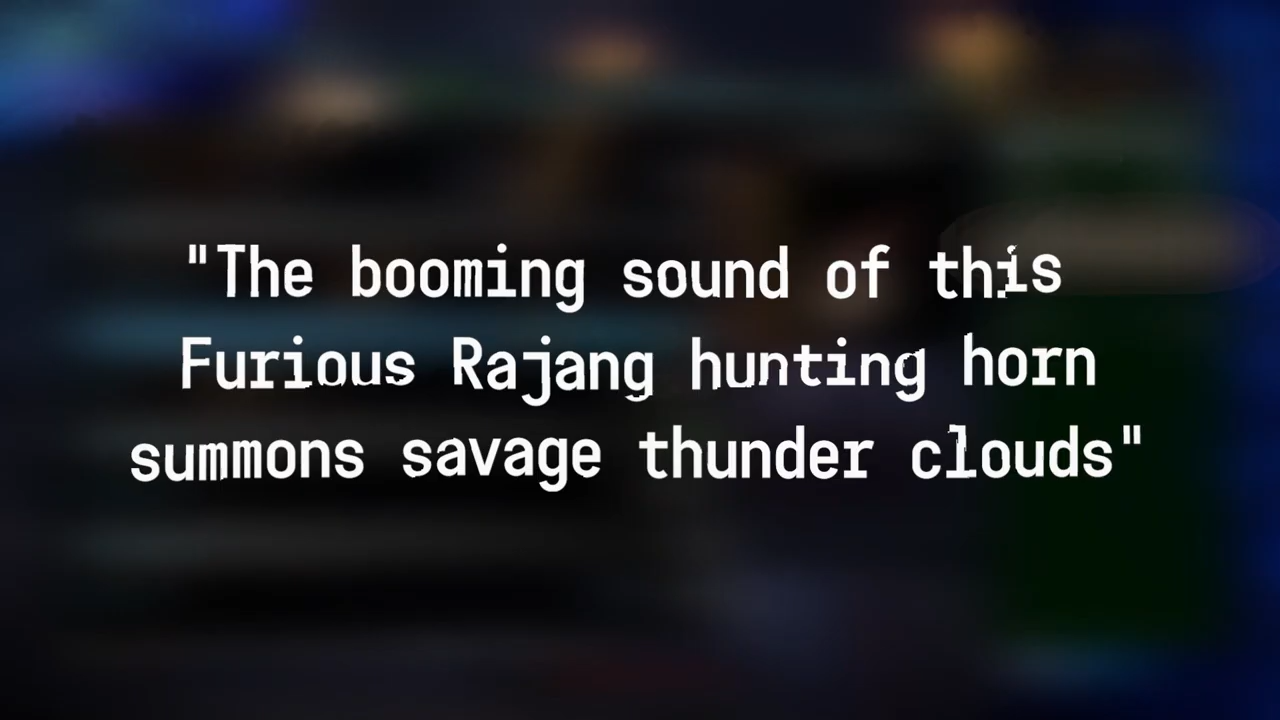 "The booming sound of this
Furious Rajang hunting horn
summons savage thunder clouds"